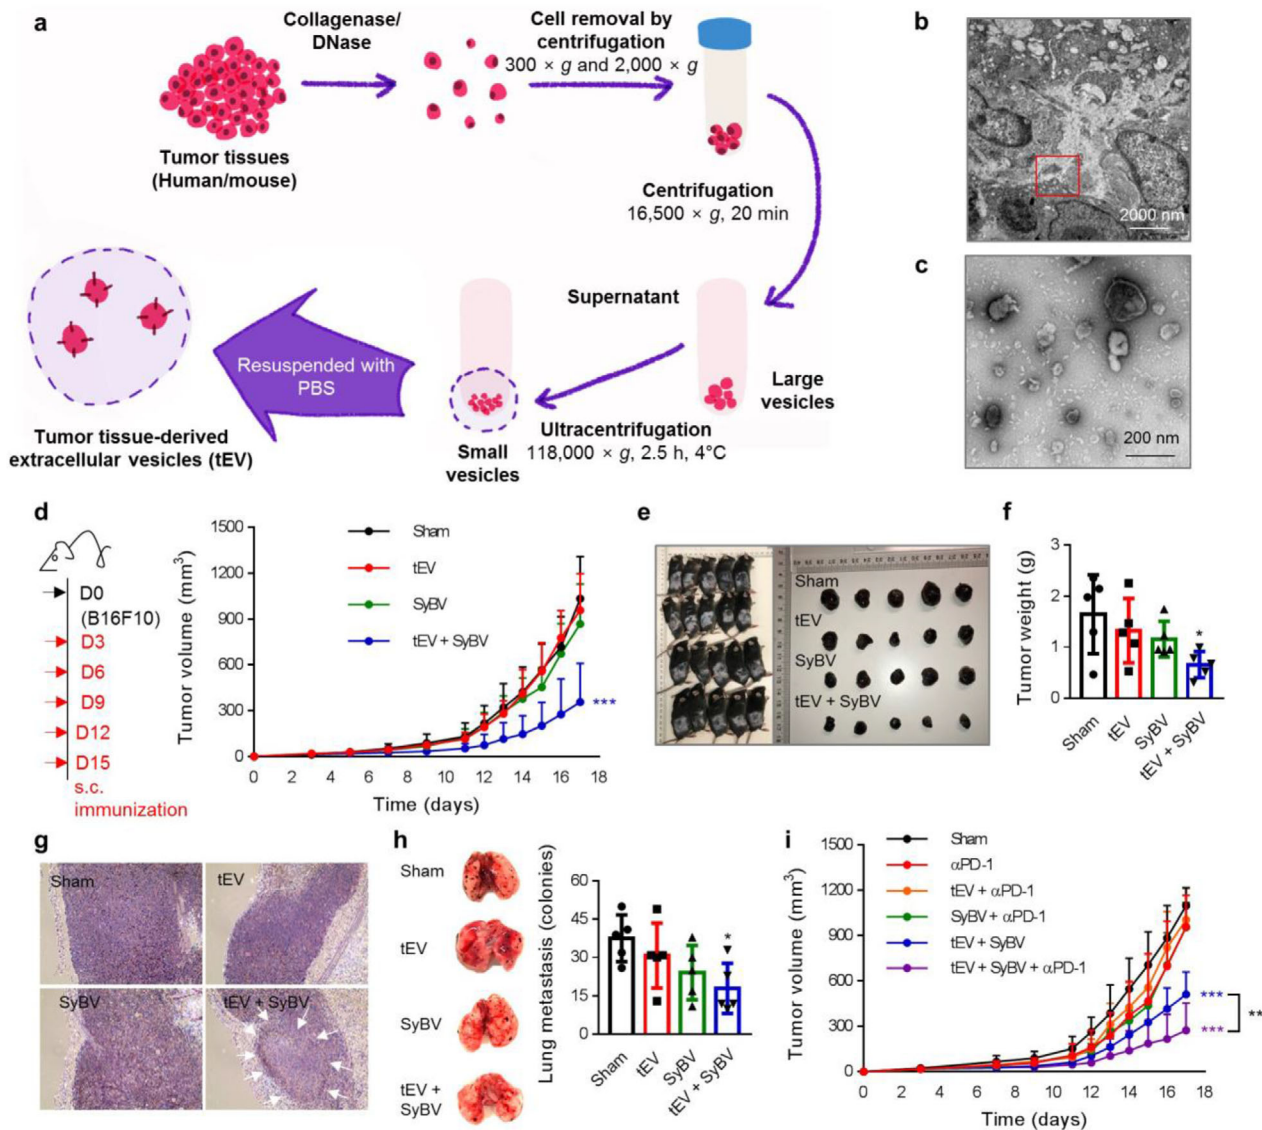 a
Tumor tissues
(Human/mouse)
Collagenase/
DNase
Cell removal by
centrifugation
300 × g and 2,000 × g
Centrifugation
16,500 × g, 20 min
Large
vesicles
Supernatant
Ultracentrifugation
118,000 × g, 2.5 h, 4°C
Small
vesicles
Resuspended with
PBS
Tumor tissue-derived
extracellular vesicles (tEV)
b
2000 nm
c
200 nm
d
D0
(B16F10)
D3
D6
D9
D12
D15
s.c.
immunization
Tumor volume (mm³)
1500
1200
900
600
300
0
Sham
tEV
SyBV
tEV + SyBV
***
0 2 4 6 8 10 12 14 16 18
Time (days)
e
Sham
tEV
SyBV
tEV + SyBV
f
Tumor weight (g)
3
2
1
0
*
Sham
tEV
SyBV
tEV + SyBV
g
Sham
tEV
SyBV
tEV + SyBV
h
Sham
tEV
SyBV
tEV +
SyBV
Lung metastasis (colonies)
60
45
30
15
0
*
Sham
tEV
SyBV
tEV + SyBV
i
Tumor volume (mm³)
1500
1200
900
600
300
0
Sham
αPD-1
tEV + αPD-1
SyBV + αPD-1
tEV + SyBV
tEV + SyBV + αPD-1
***
***
**
0 2 4 6 8 10 12 14 16 18
Time (days)